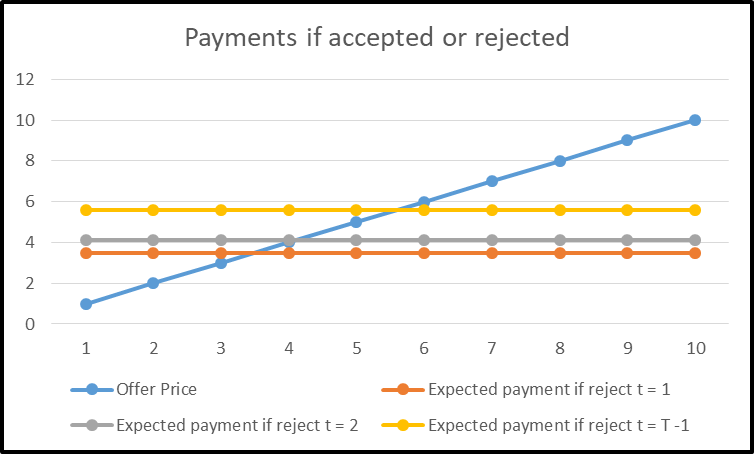 Payments if accepted or rejected
12
10
8
6
4
2
0
1 2 3 4 5 6 7 8 9 10
Offer Price Expected payment if reject t = 1
Expected payment if reject t = 2 Expected payment if reject t = T -1